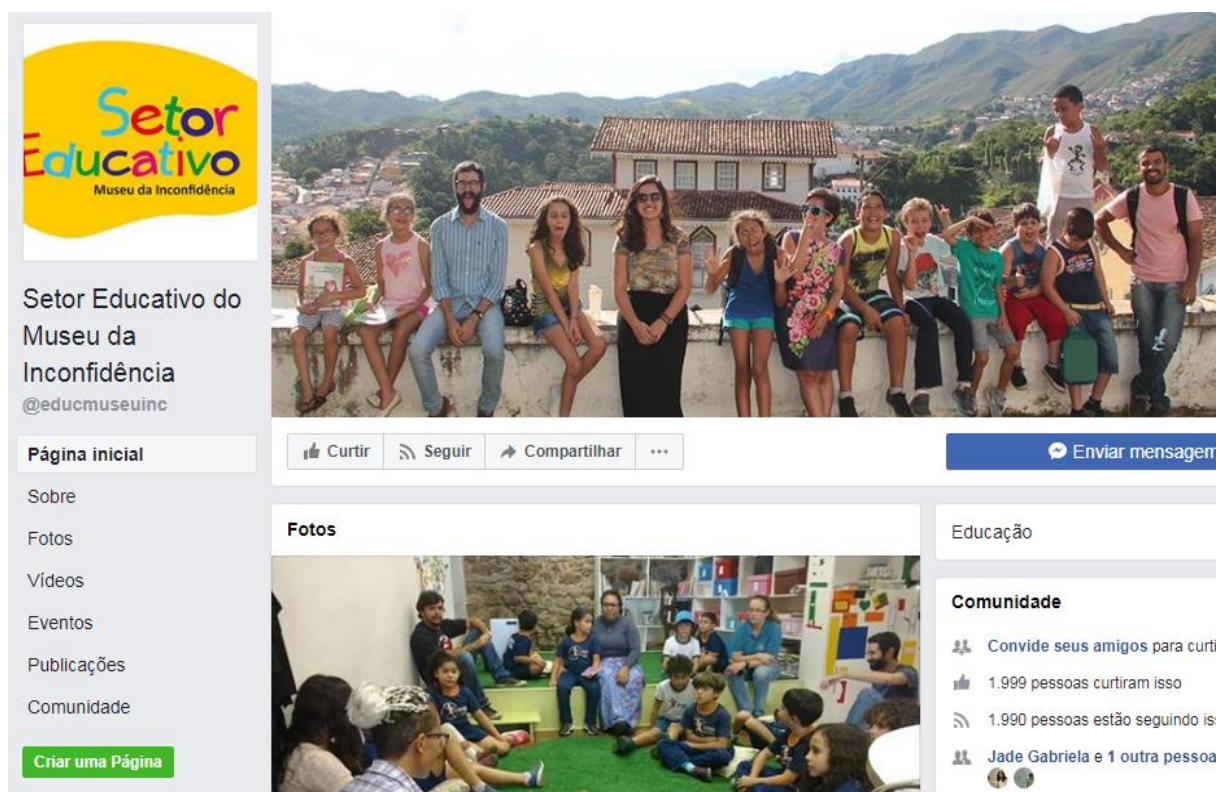 Setor
Educativo
Museu da Inconfidência
Setor Educativo do
Museu da
Inconfidência
@educmuseuinc
Página inicial
Sobre
Fotos
Vídeos
Eventos
Publicações
Comunidade
Criar uma Página
Curtir
Seguir
Compartilhar
Enviar mensagem
Fotos
Educação
Comunidade
Convide seus amigos para curti
1.999 pessoas curtiram isso
1.990 pessoas estão seguindo is
Jade Gabriela e 1 outra pessoa